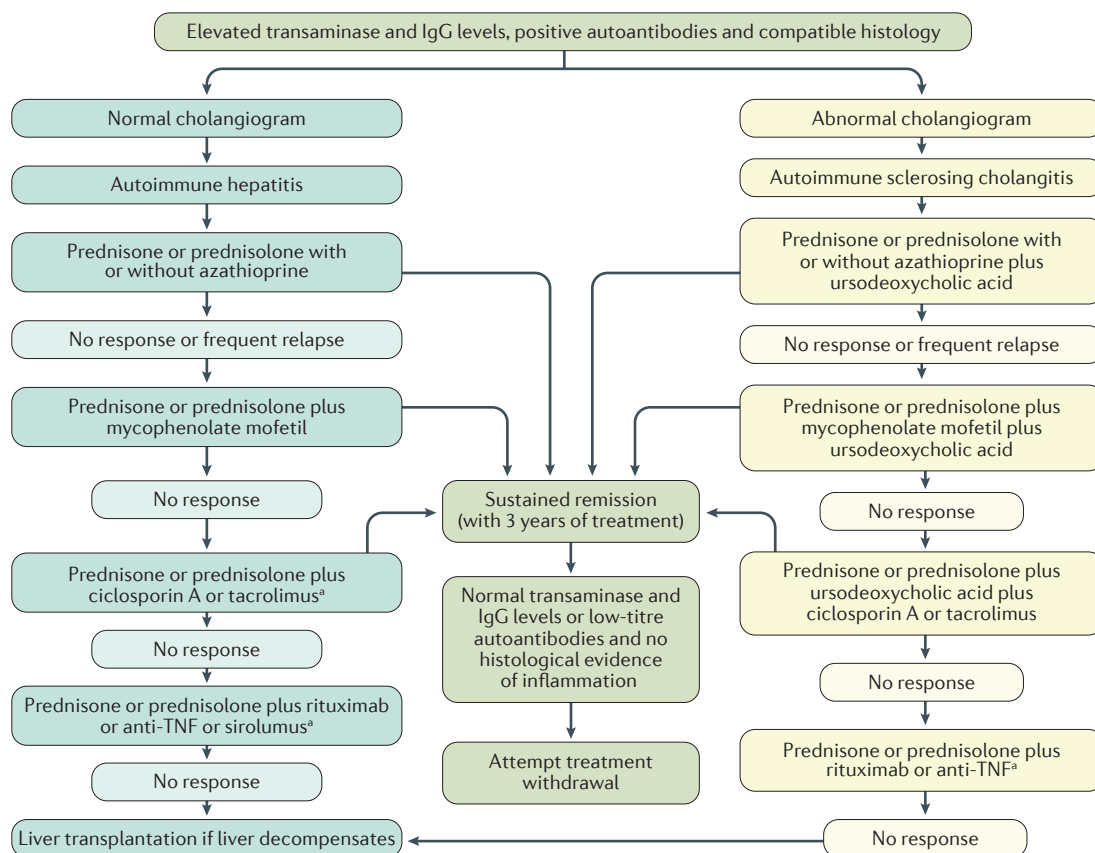 Elevated transaminase and IgG levels, positive autoantibodies and compatible histology
Normal cholangiogram
Autoimmune hepatitis
Prednisone or prednisolone with
or without azathioprine
No response or frequent relapse
Prednisone or prednisolone plus
mycophenolate mofetil
No response
Prednisone or prednisolone plus
ciclosporin A or tacrolimusᵃ
No response
Prednisone or prednisolone plus rituximab
or anti-TNF or sirolumusᵃ
No response
Liver transplantation if liver decompensates
Sustained remission
(with 3 years of treatment)
Normal transaminase and
IgG levels or low-titre
autoantibodies and no
histological evidence
of inflammation
Attempt treatment
withdrawal
Abnormal cholangiogram
Autoimmune sclerosing cholangitis
Prednisone or prednisolone with
or without azathioprine plus
ursodeoxycholic acid
No response or frequent relapse
Prednisone or prednisolone plus
mycophenolate mofetil plus
ursodeoxycholic acid
No response
Prednisone or prednisolone plus
ursodeoxycholic acid plus
ciclosporin A or tacrolimus
No response
Prednisone or prednisolone plus
rituximab or anti-TNFᵃ
No response